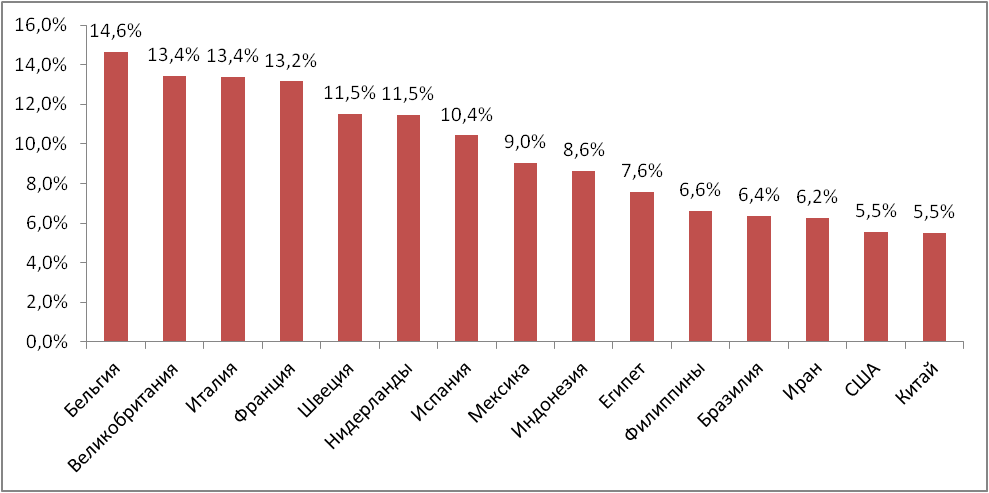 16,0%
14,0%
12,0%
10,0%
8,0%
6,0%
4,0%
2,0%
0,0%
14,6%
13,4%
13,4%
13,2%
11,5%
11,5%
10,4%
9,0%
8,6%
7,6%
6,6%
6,4%
6,2%
5,5%
5,5%
Бельгия
Великобритания
Италия
Франция
Швеция
Нидерланды
Испания
Мексика
Индонезия
Египет
Филиппины
Бразилия
Иран
США
Китай